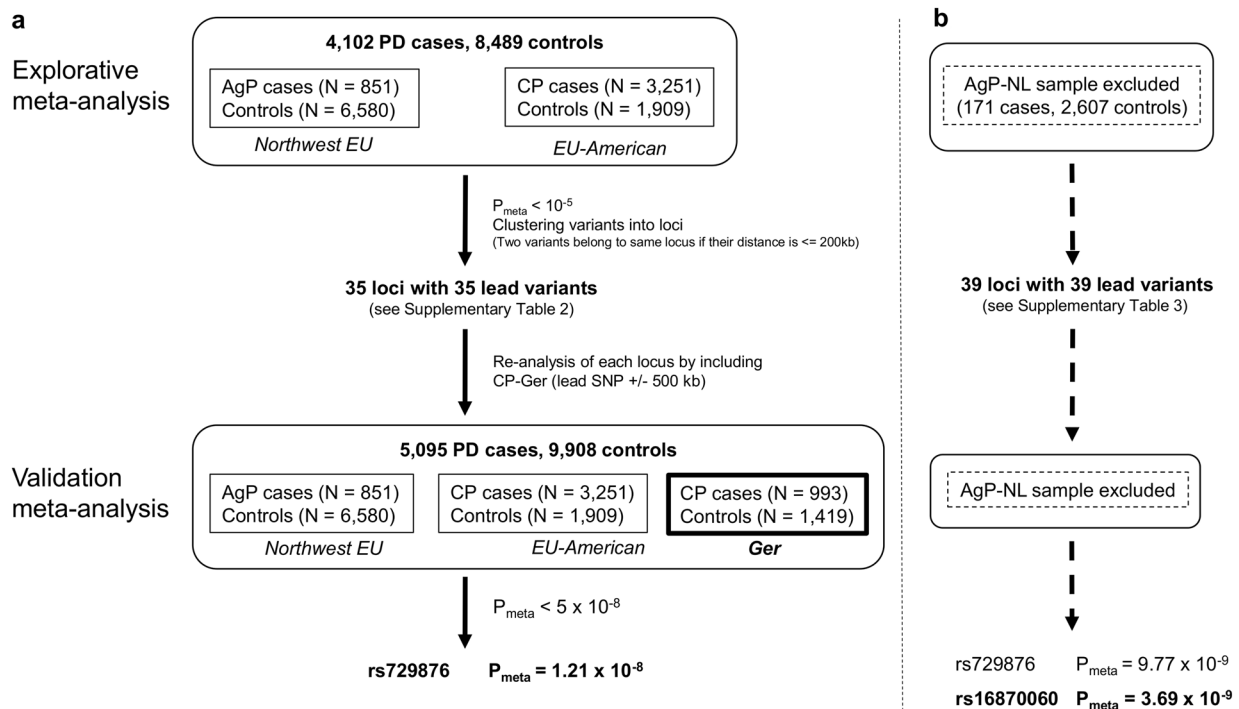 a
Explorative
meta-analysis
4,102 PD cases, 8,489 controls
AgP cases (N = 851)
Controls (N = 6,580)
Northwest EU
CP cases (N = 3,251)
Controls (N = 1,909)
EU-American
P_meta < 10^-5
Clustering variants into loci
(Two variants belong to same locus if their distance is <= 200kb)
35 loci with 35 lead variants
(see Supplementary Table 2)
Re-analysis of each locus by including
CP-Ger (lead SNP +/- 500 kb)
Validation
meta-analysis
5,095 PD cases, 9,908 controls
AgP cases (N = 851)
Controls (N = 6,580)
Northwest EU
CP cases (N = 3,251)
Controls (N = 1,909)
EU-American
CP cases (N = 993)
Controls (N = 1,419)
Ger
P_meta < 5 x 10^-8
rs729876 P_meta = 1.21 x 10^-8
b
AgP-NL sample excluded
(171 cases, 2,607 controls)
39 loci with 39 lead variants
(see Supplementary Table 3)
AgP-NL sample excluded
rs729876 P_meta = 9.77 x 10^-9
rs16870060 P_meta = 3.69 x 10^-9